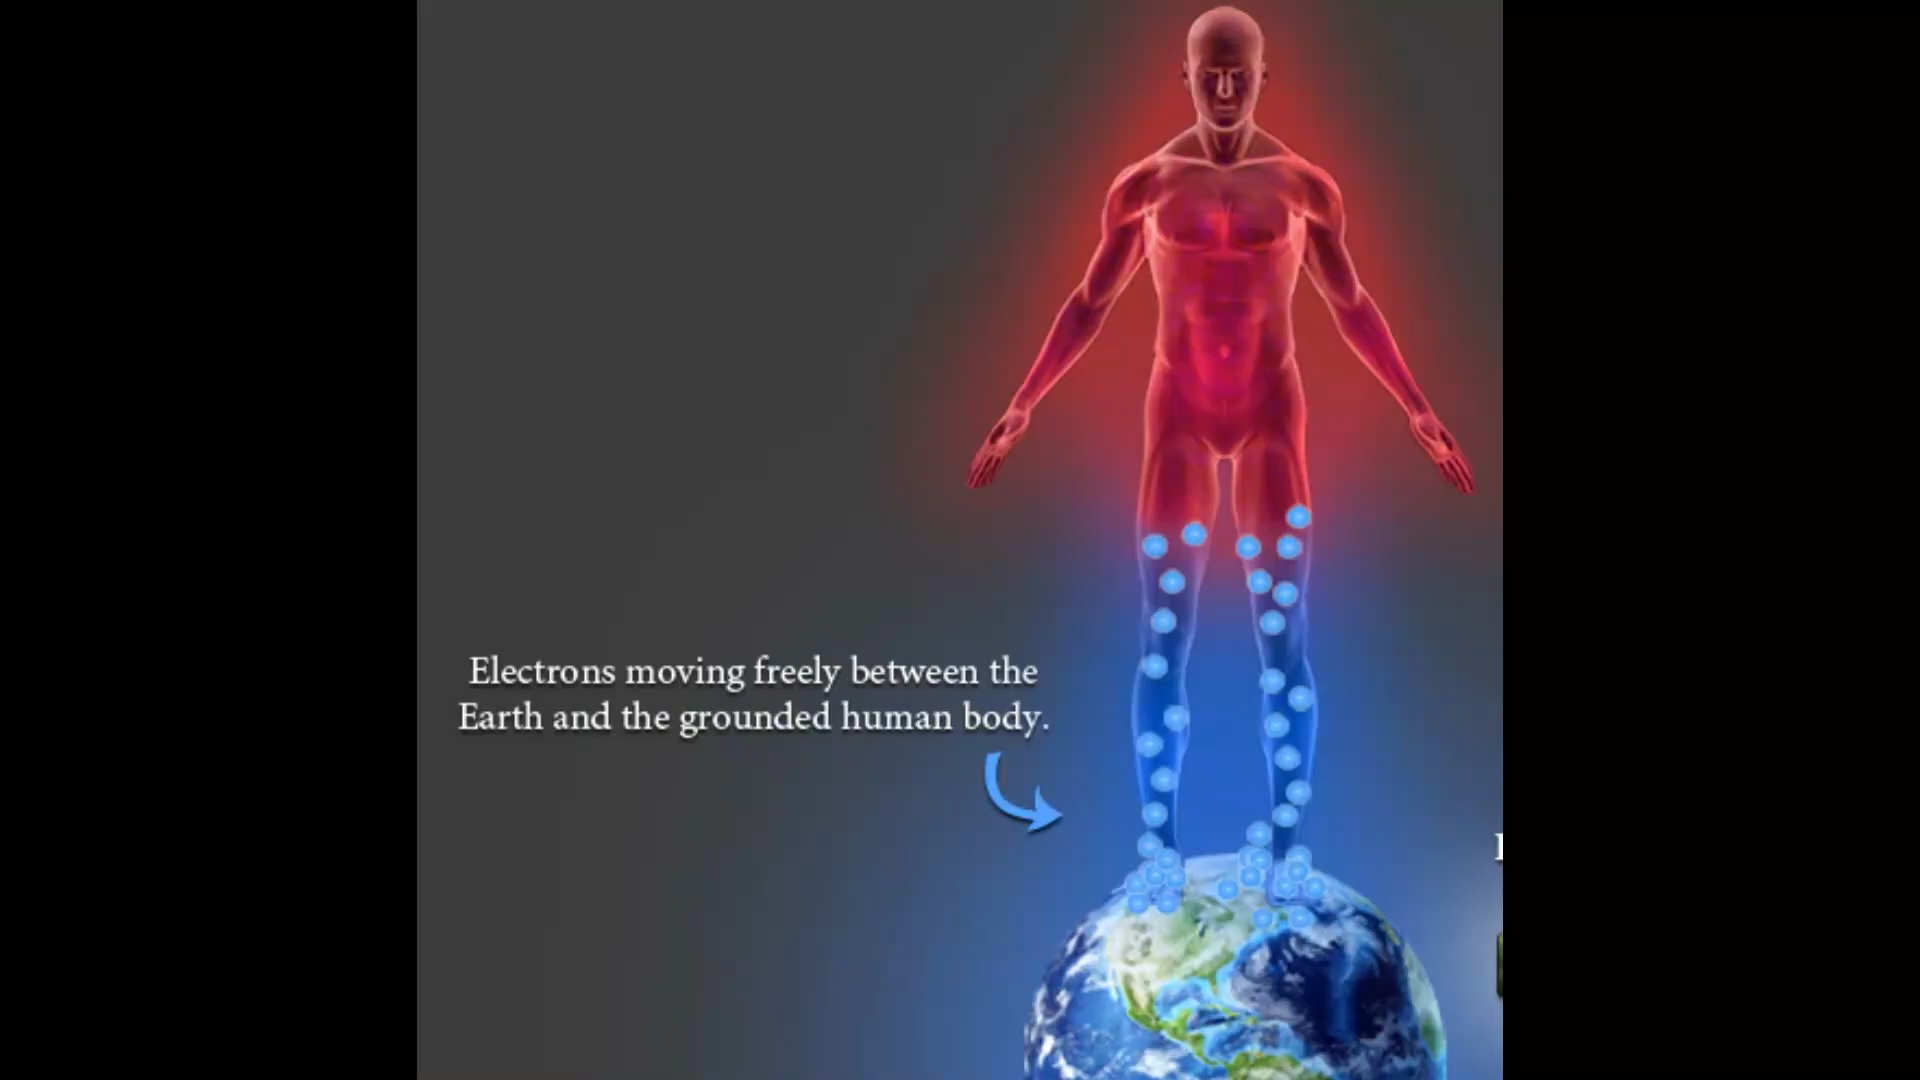 Electrons moving freely between the
Earth and the grounded human body.